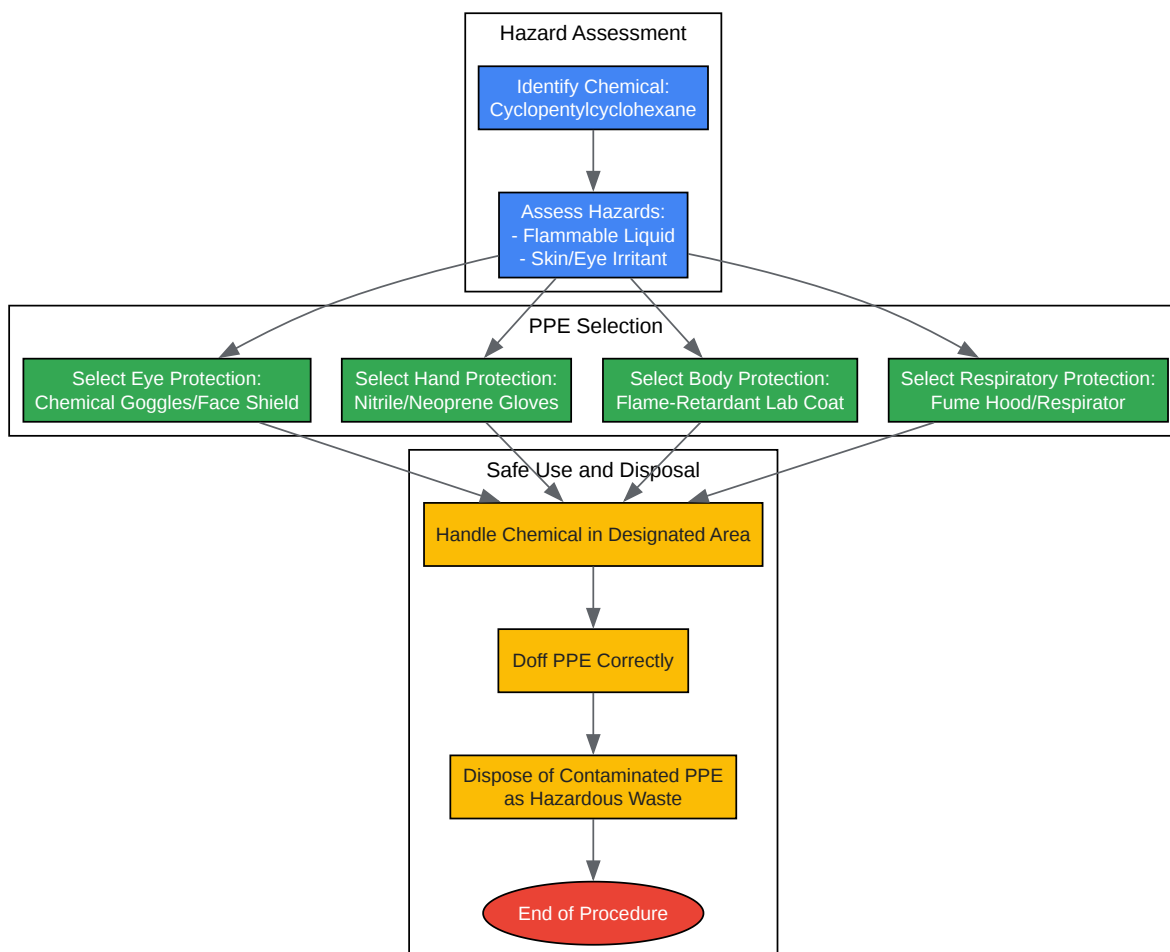 Hazard Assessment
Identify Chemical:
Cyclopentylcyclohexane
Assess Hazards:
- Flammable Liquid
- Skin/Eye Irritant
PPE Selection
Select Eye Protection:
Chemical Goggles/Face Shield
Select Hand Protection:
Nitrile/Neoprene Gloves
Select Body Protection:
Flame-Retardant Lab Coat
Select Respiratory Protection:
Fume Hood/Respirator
Safe Use and Disposal
Handle Chemical in Designated Area
Doff PPE Correctly
Dispose of Contaminated PPE
as Hazardous Waste
End of Procedure